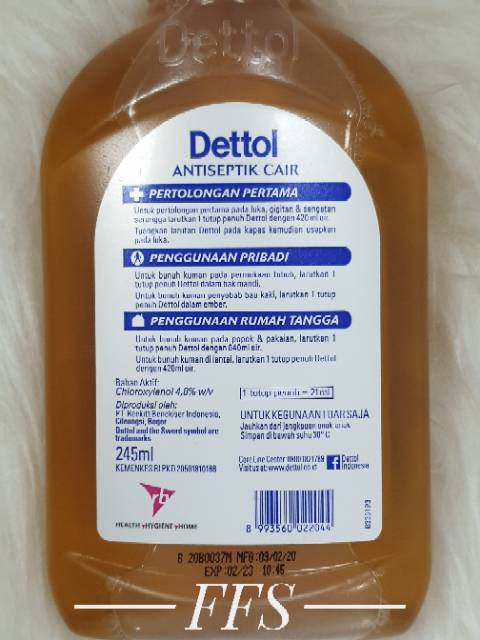 Dettol
Dettol
ANTISEPTIK CAIR
PERTOLONGAN PERTAMA
Untuk pertolongan pertama pada luka, gigitan & sengatan
serangga larutkan 1 tutup penuh Dettol dengan 420ml air.
Tuangkan larutan Dettol pada kapas kemudian usapkan
pada luka.
PENGGUNAAN PRIBADI
Untuk bunuh kuman pada permukaan tubuh, larutkan 1
tutup penuh Dettol dalam bak mandi.
Untuk bunuh kuman penyebab bau kaki, larutkan 1 tutup
penuh Dettol dalam ember.
PENGGUNAAN RUMAH TANGGA
Untuk bunuh kuman pada popok & pakaian, larutkan 1
tutup penuh Dettol dengan 840ml air.
Untuk bunuh kuman di lantai, larutkan 1 tutup penuh Dettol
dengan 420ml air.
Bahan Aktif:
Chloroxylenol 4,8% w/v
1 tutup penuh = 21ml
Diproduksi oleh:
PT. Reckitt Benckiser Indonesia,
Cileungsi, Bogor
Dettol and the Sword symbol are
trademarks
UNTUK KEGUNAAN LUAR SAJA
Jauhkan dari jangkauan anak-anak
Simpan di bawah suhu 30°C
245ml
KEMENKES RI PKD
Care Line Center:
Visit us at: www.dettol.co.id
Dettol
Indonesia
rb
HEALTH • HYGIENE • HOME
8 993560 022044
B 20B0037M MFG:03/02/20
EXP:02/23 10.45
FFS